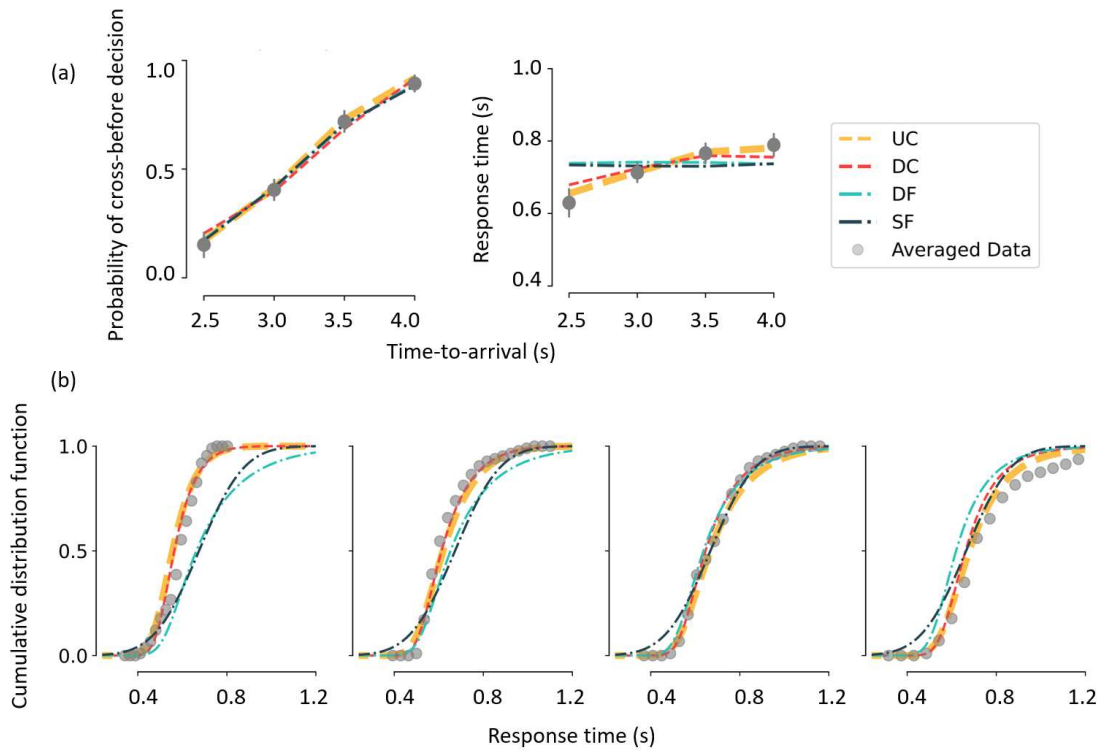 (a)
Probability of cross-before decision
1.0
0.5
0.0
2.5 3.0 3.5 4.0
Response time (s)
1.0
0.8
0.6
0.4
2.5 3.0 3.5 4.0
Time-to-arrival (s)
UC
DC
DF
SF
Averaged Data
(b)
Cumulative distribution function
1.0
0.5
0.0
0.4 0.8 1.2
0.4 0.8 1.2
0.4 0.8 1.2
0.4 0.8 1.2
Response time (s)